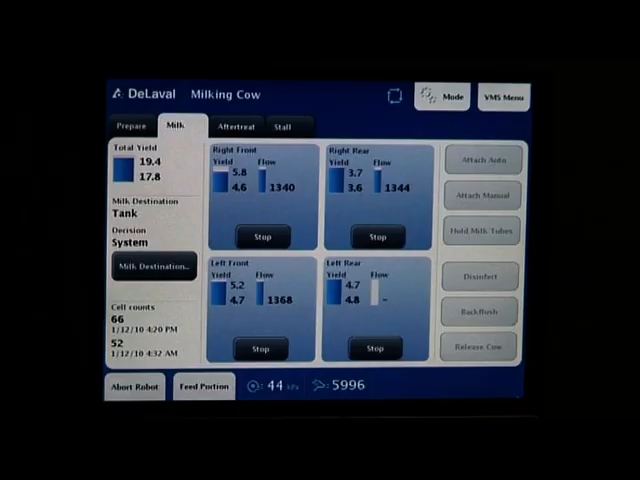 DeLaval Milking Cow
Mode
VMS Menu
Prepare
Milk
Aftertreat
Stall
Total Yield
19.4
17.8
Milk Destination
Tank
Decision
System
Milk Destination...
Cell counts
66
1/12/10 4:20 PM
52
1/12/10 4:32 AM
Right Front
Yield Flow
5.8
4.6 1340
Stop
Right Rear
Yield Flow
3.7
3.6 1344
Stop
Left Front
Yield Flow
5.2
4.7 1368
Stop
Left Rear
Yield Flow
4.7
4.8 -
Stop
Attach Auto
Attach Manual
Hold Milk Tubes
Disinfect
Backflush
Release Cow
Abort Robot
Feed Portion
: 44 kPa
: 5996